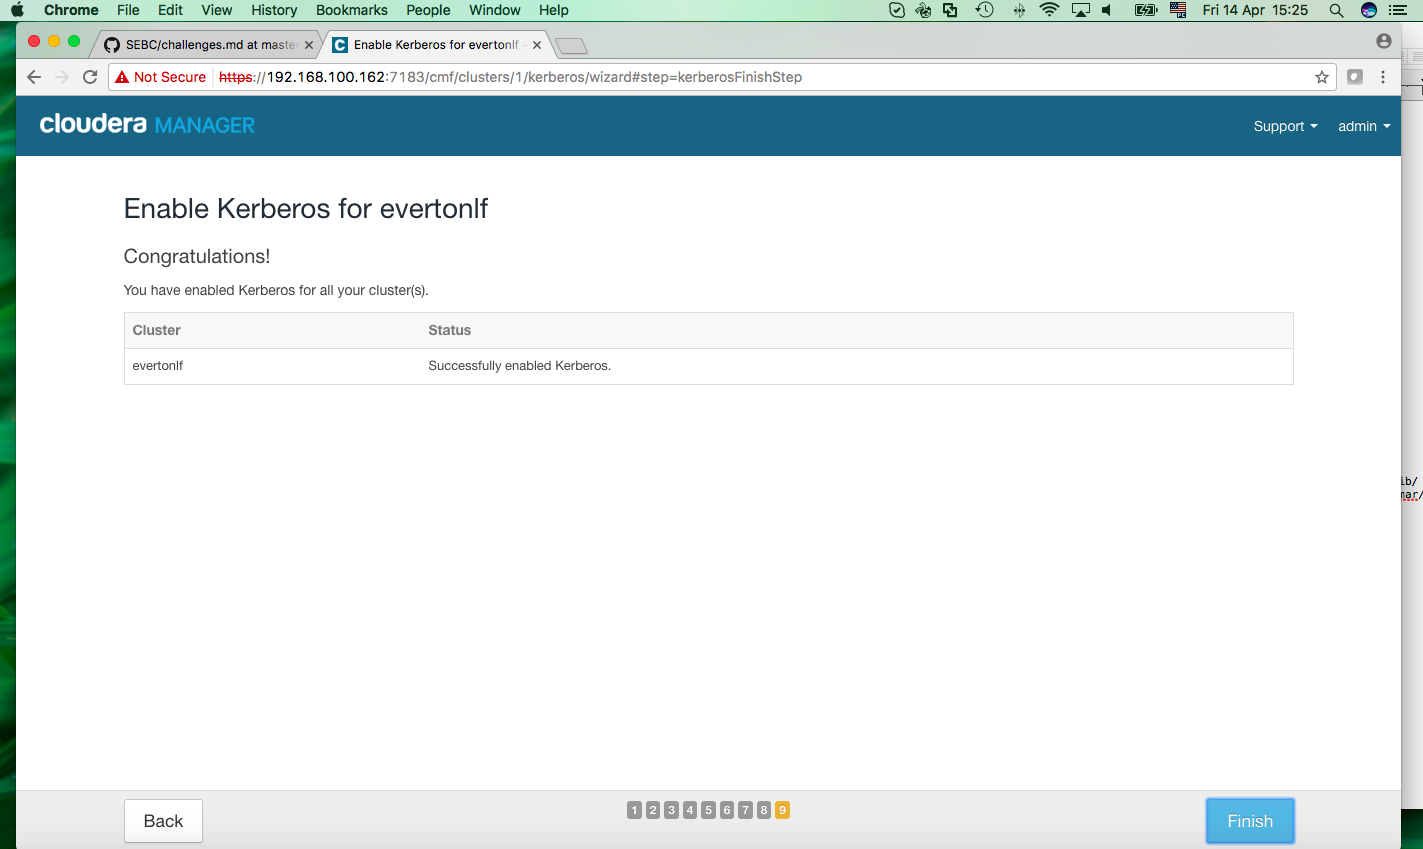 Chrome File Edit View History Bookmarks People Window Help Fri 14 Apr 15:25
SEBC/challenges.md at maste Enable Kerberos for evertonlf -
Not Secure https://192.168.100.162:7183/cmf/clusters/1/kerberos/wizard#step=kerberosFinishStep
cloudera MANAGER Support admin
Enable Kerberos for evertonlf
Congratulations!
You have enabled Kerberos for all your cluster(s).
Cluster Status
evertonlf Successfully enabled Kerberos.
ib/
mar/
Back 1 2 3 4 5 6 7 8 9 Finish